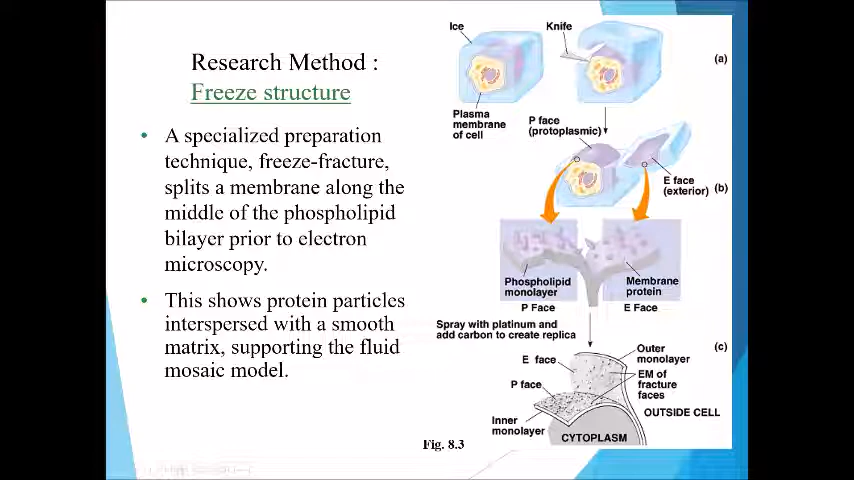 Research Method :
Freeze structure
• A specialized preparation
technique, freeze-fracture,
splits a membrane along the
middle of the phospholipid
bilayer prior to electron
microscopy.
• This shows protein particles
interspersed with a smooth
matrix, supporting the fluid
mosaic model.
Ice
Knife
(a)
Plasma
membrane
of cell
P face
(protoplasmic)
E face
(exterior)
(b)
Phospholipid
monolayer
Membrane
protein
P Face
E Face
Spray with platinum and
add carbon to create replica
(c)
E face
Outer
monolayer
P face
EM of
fracture
faces
OUTSIDE CELL
Inner
monolayer
CYTOPLASM
Fig. 8.3